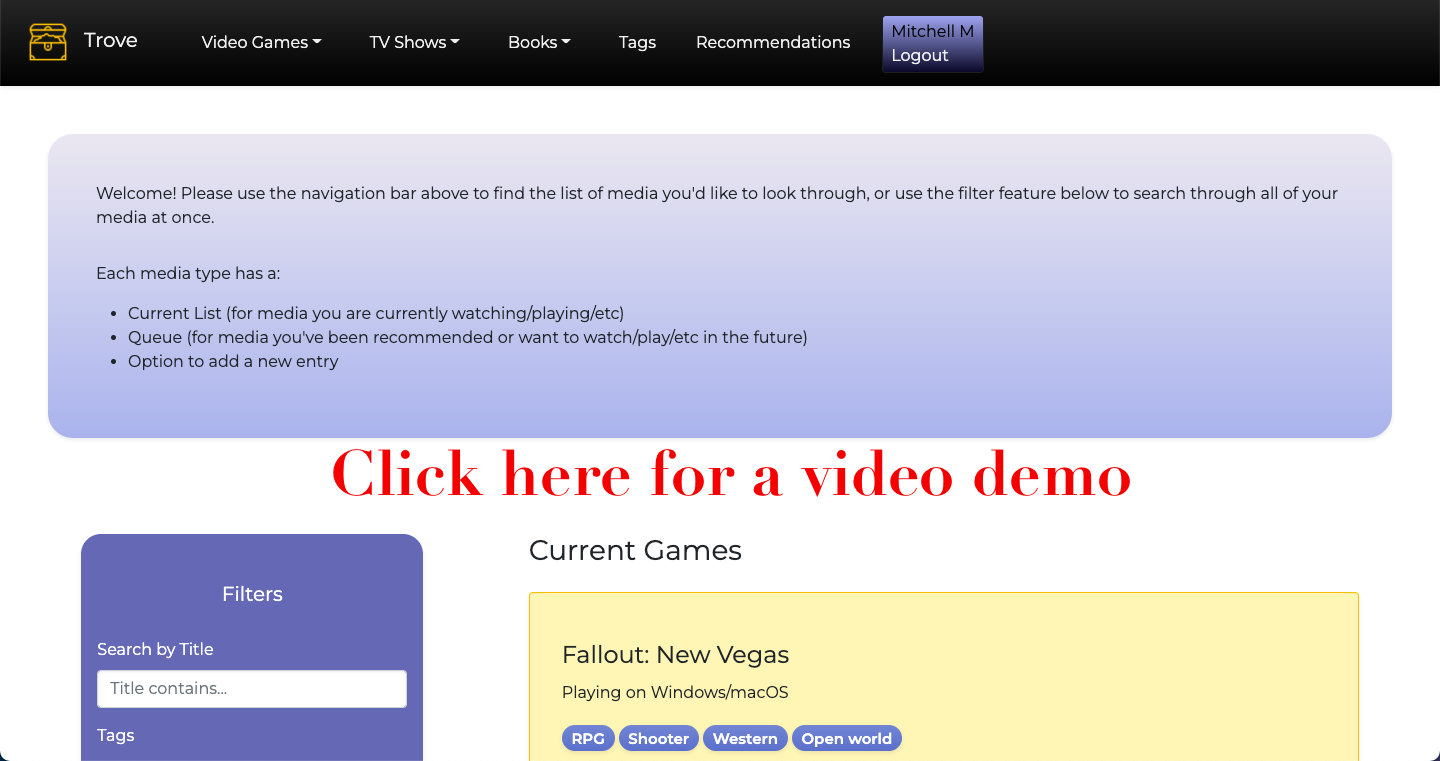 Trove
Video Games
TV Shows
Books
Tags
Recommendations
Mitchell M
Logout
Welcome! Please use the navigation bar above to find the list of media you'd like to look through, or use the filter feature below to search through all of your
media at once.
Each media type has a:
Current List (for media you are currently watching/playing/etc)
Queue (for media you've been recommended or want to watch/play/etc in the future)
Option to add a new entry
Click here for a video demo
Filters
Search by Title
Title contains...
Tags
Current Games
Fallout: New Vegas
Playing on Windows/macOS
RPG Shooter Western Open world